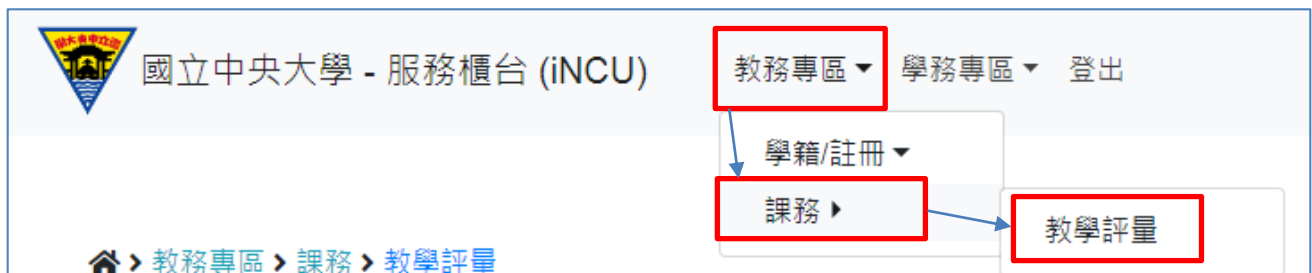 國立中央大學 - 服務櫃台 (iNCU)
教務專區 學務專區 登出
學籍/註冊
課務
教學評量
教務專區 > 課務 > 教學評量